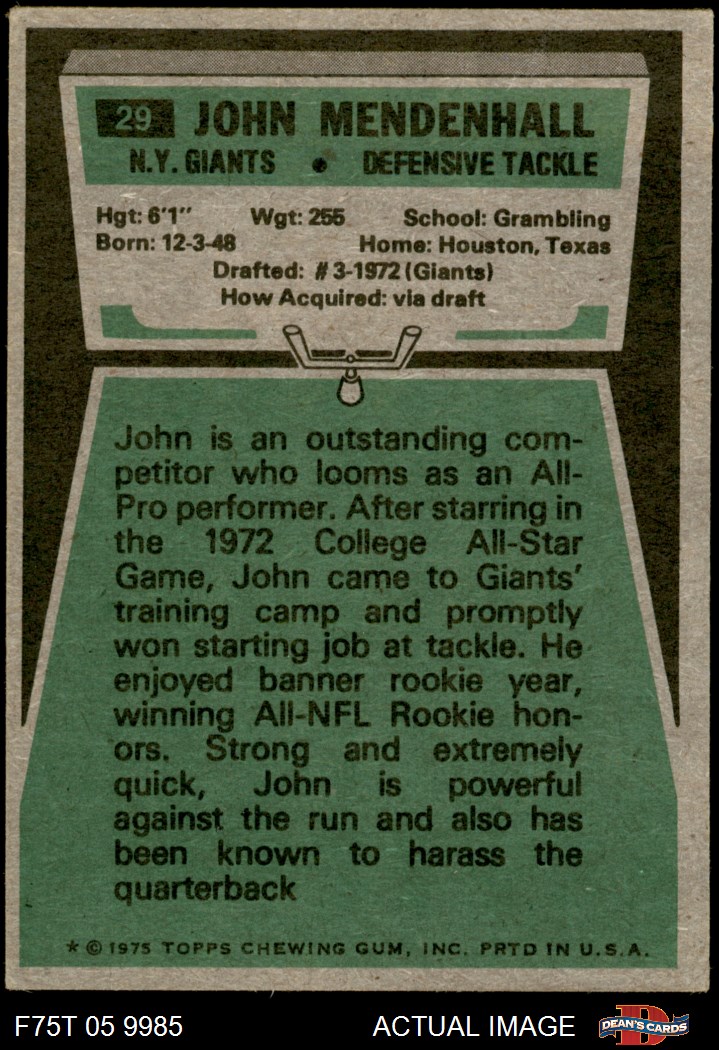 29 JOHN MENDENHALL
N.Y. GIANTS • DEFENSIVE TACKLE
Hgt: 6'1" Wgt: 255 School: Grambling
Born: 12-3-48 Home: Houston, Texas
Drafted: #3-1972 (Giants)
How Acquired: via draft
John is an outstanding com-
petitor who looms as an All-
Pro performer. After starring in
the 1972 College All-Star
Game, John came to Giants'
training camp and promptly
won starting job at tackle. He
enjoyed banner rookie year,
winning All-NFL Rookie hon-
ors. Strong and extremely
quick, John is powerful
against the run and also has
been known to harass the
quarterback
* © 1975 TOPPS CHEWING GUM, INC. PRTD IN U.S.A.
F75T 05 9985 ACTUAL IMAGE D DEAN'S CARDS